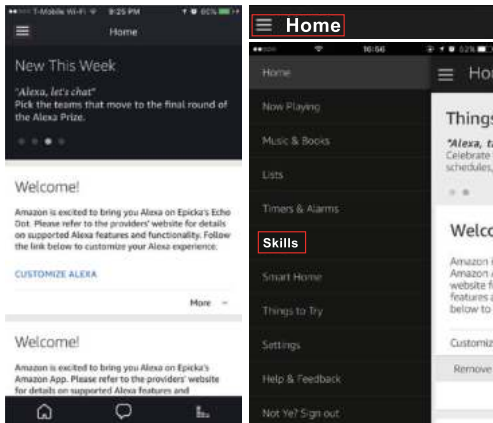 T-Mobile Wi-Fi 9:25 PM 60%
Home
New This Week
"Alexa, let's chat"
Pick the teams that move to the final round of
the Alexa Prize.
Welcome!
Amazon is excited to bring you Alexa on Epicka's Echo
Dot. Please refer to the providers' website for details
on supported Alexa features and functionality. Follow
the link below to customize your Alexa experience.
CUSTOMIZE ALEXA
More
Welcome!
Amazon is excited to bring you Alexa on Epicka's
Amazon App. Please refer to the providers' website
for details on supported Alexa features and
Home
16:56 62%
Home
Now Playing
Music & Books
Lists
Timers & Alarms
Skills
Smart Home
Things to Try
Settings
Help & Feedback
Not Ye? Sign out
Ho
Things
"Alexa, t
Celebrate
schedules,
Welco
Amazon i
Amazon A
website f
features a
below to
Customiz
Remove